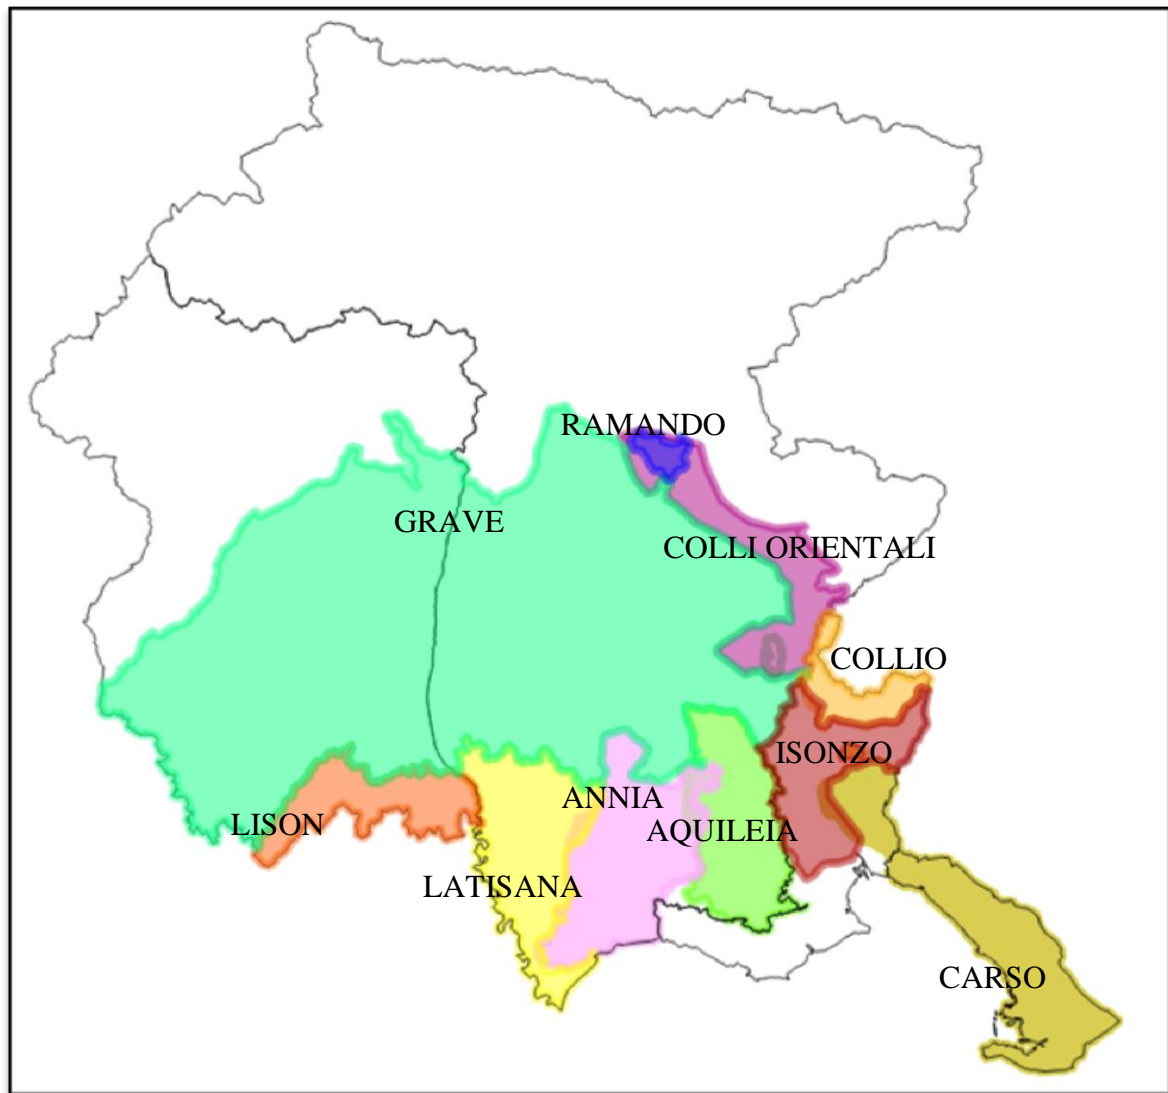 RAMANDO
GRAVE
COLLI ORIENTALI
COLLIO
ISONZO
ANNIA
LISON
AQUILEIA
LATISANA
CARSO